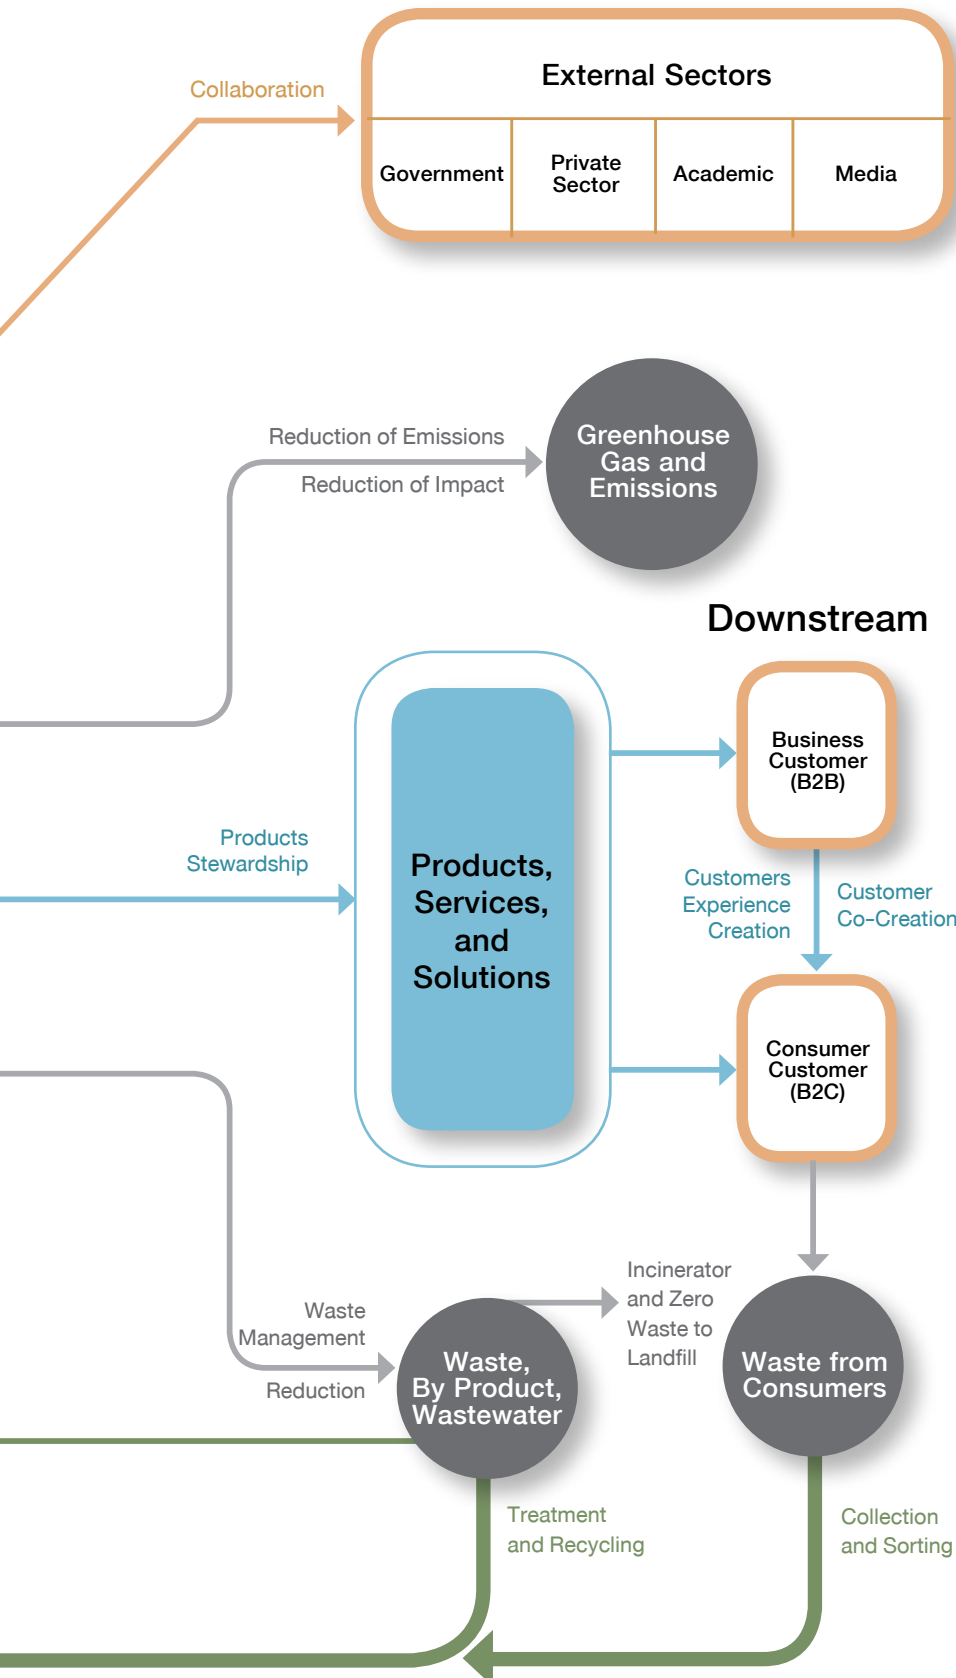 External Sectors
Collaboration
Government
Private
Sector
Academic
Media
Reduction of Emissions
Reduction of Impact
Greenhouse
Gas and
Emissions
Downstream
Business
Customer
(B2B)
Products
Stewardship
Products,
Services,
and
Solutions
Customers
Experience
Creation
Customer
Co-Creation
Consumer
Customer
(B2C)
Incinerator
and Zero
Waste to
Landfill
Waste
Management
Reduction
Waste,
By Product,
Wastewater
Waste from
Consumers
Treatment
and Recycling
Collection
and Sorting